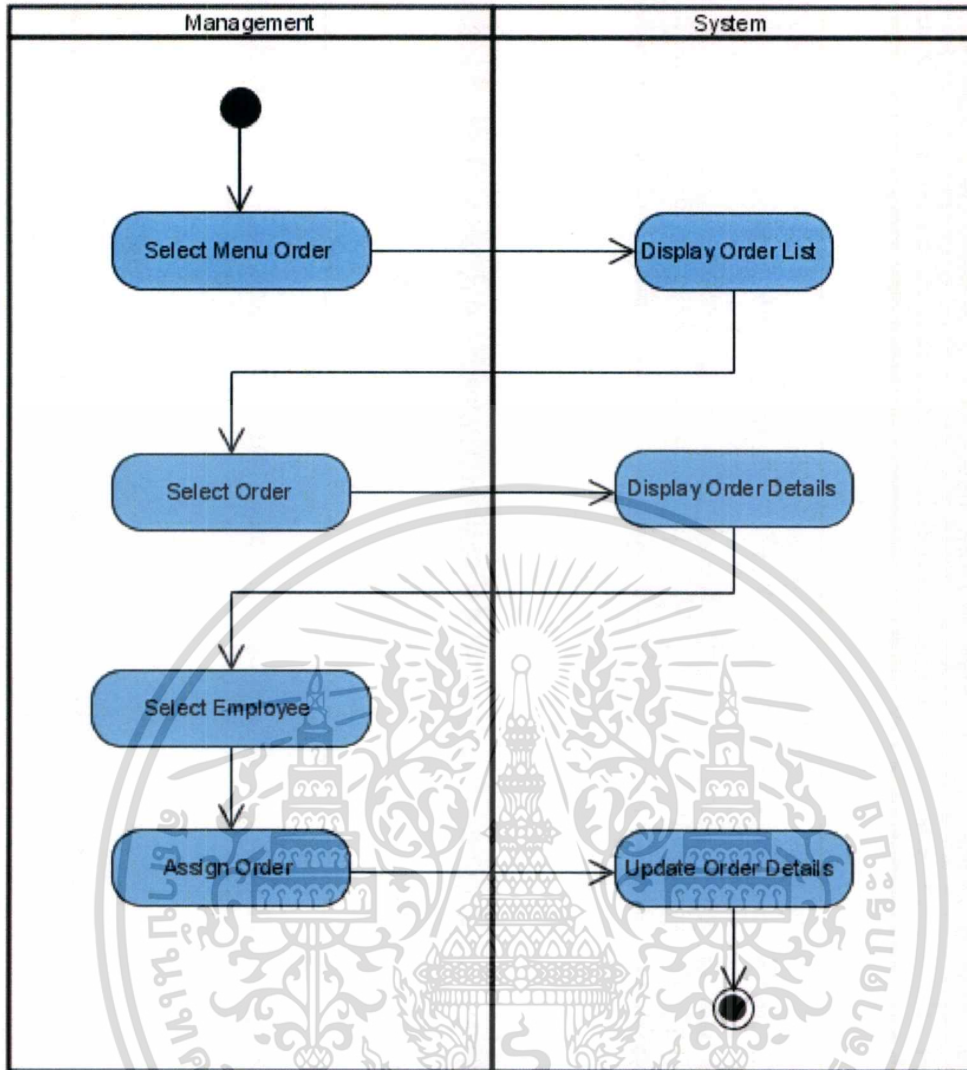 Management
System
Select Menu Order
Display Order List
Select Order
Display Order Details
Select Employee
Assign Order
Update Order Details